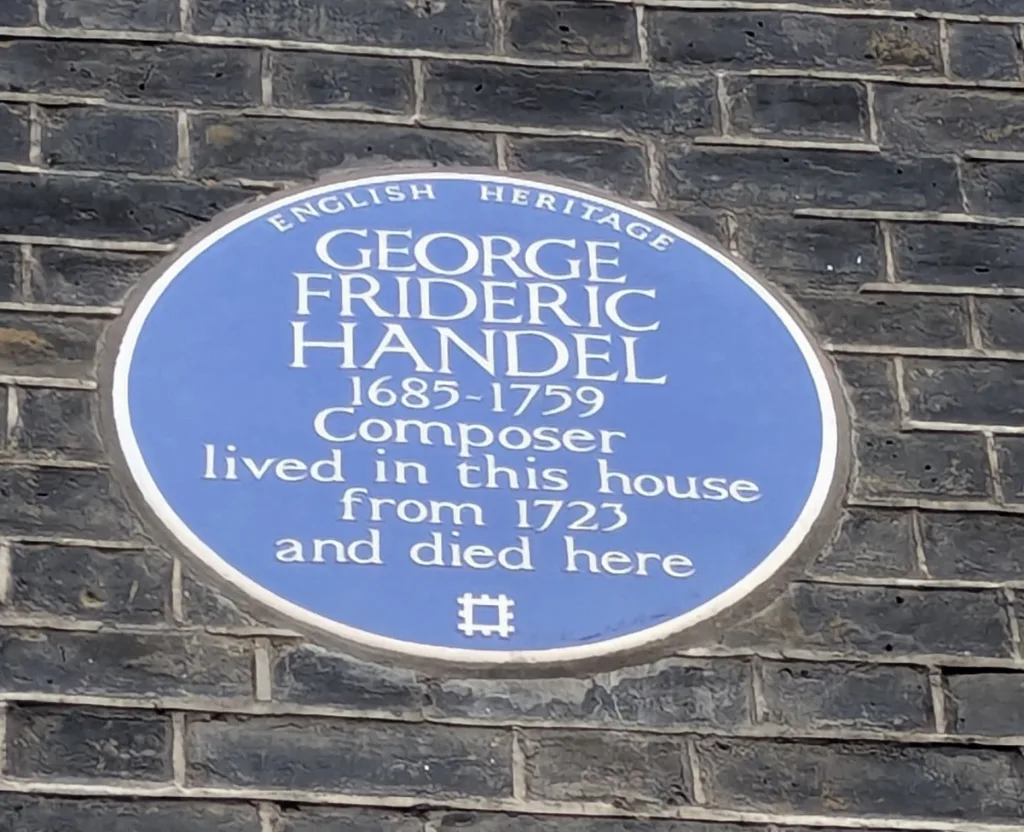 ENGLISH HERITAGE
GEORGE
FRIDERIC
HANDEL
1685-1759
Composer
lived in this house
from 1723
and died here